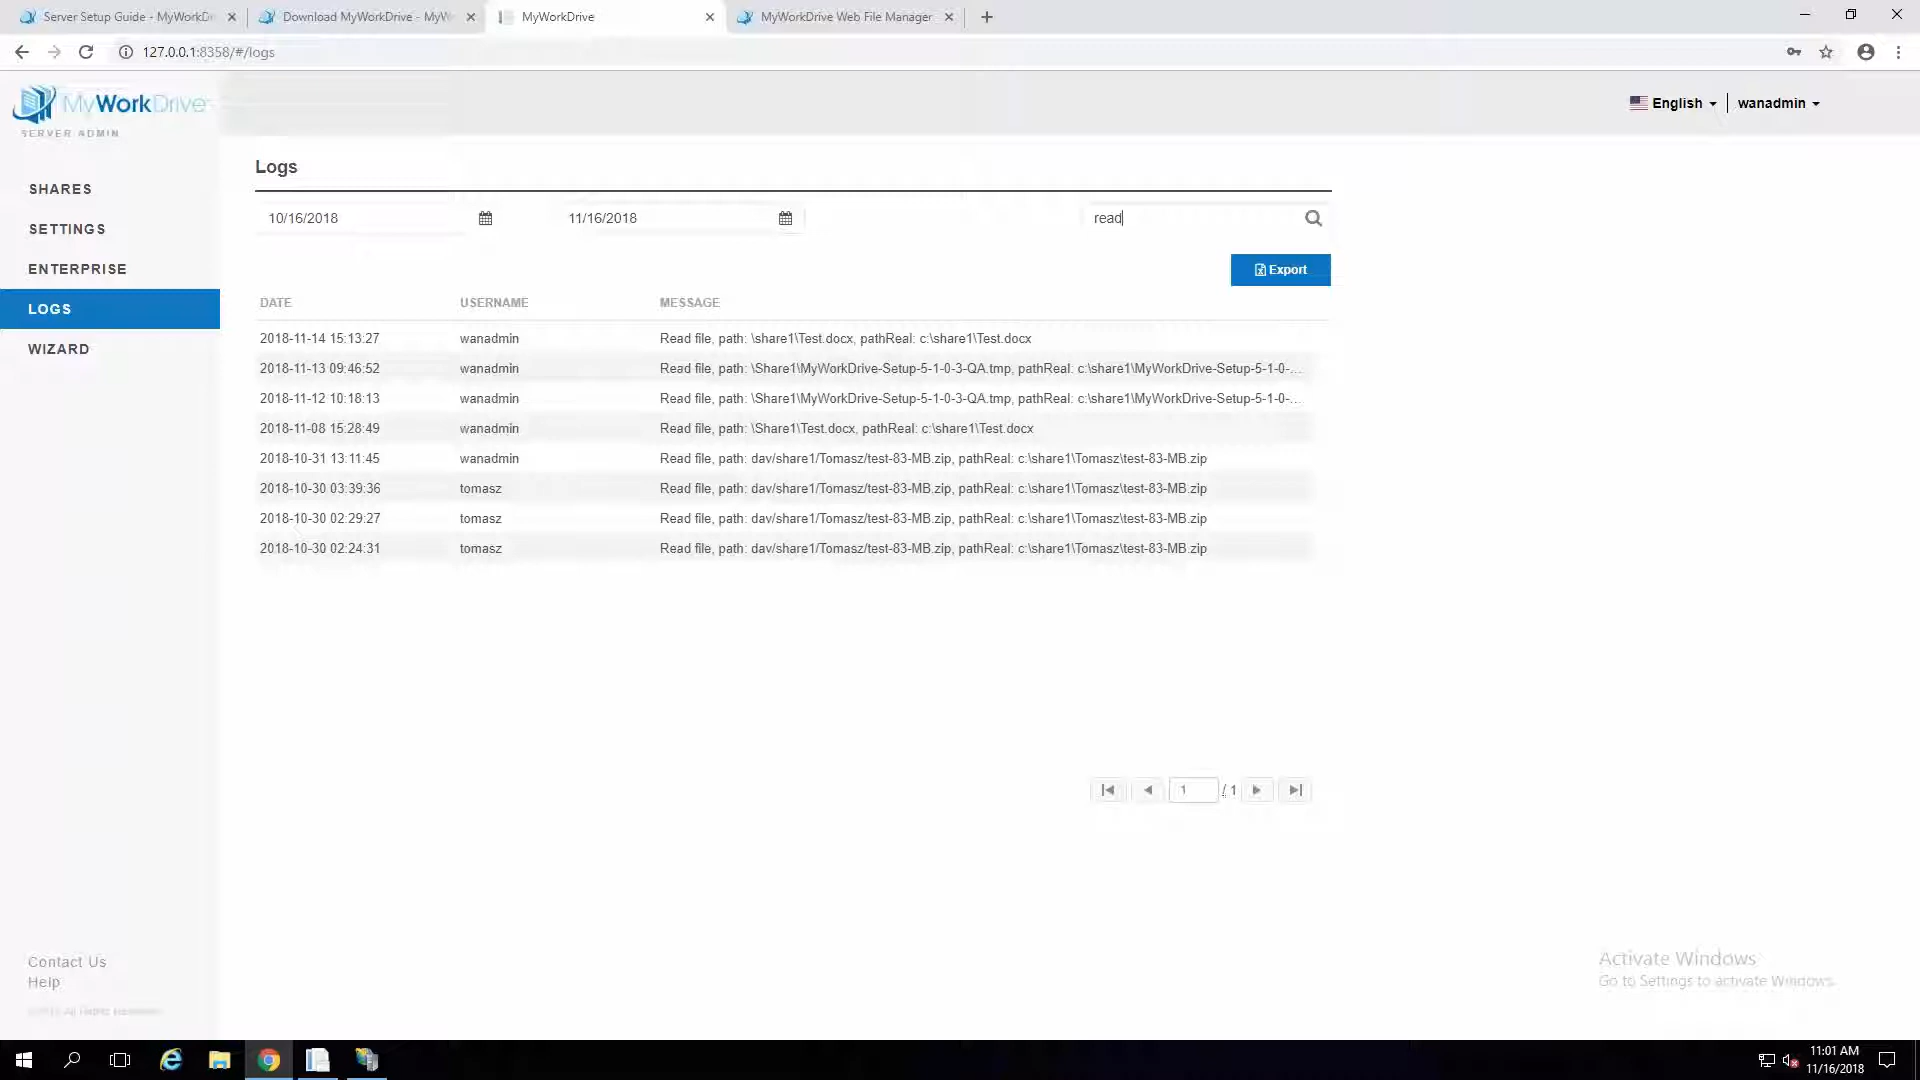 Server Setup Guide - MyWorkD
Download MyWorkDrive - MyW
MyWorkDrive
MyWorkDrive Web File Manager
127.0.0.1:8358/#/logs
MyWorkDrive
SERVER ADMIN
English
wanadmin
SHARES
SETTINGS
ENTERPRISE
LOGS
WIZARD
Logs
10/16/2018
11/16/2018
read
Export
DATE USERNAME MESSAGE
2018-11-14 15:13:27 wanadmin Read file, path: \share1\Test.docx, pathReal: c:\share1\Test.docx
2018-11-13 09:46:52 wanadmin Read file, path: \Share1\MyWorkDrive-Setup-5-1-0-3-QA.tmp, pathReal: c:\share1\MyWorkDrive-Setup-5-1-0-...
2018-11-12 10:18:13 wanadmin Read file, path: \Share1\MyWorkDrive-Setup-5-1-0-3-QA.tmp, pathReal: c:\share1\MyWorkDrive-Setup-5-1-0-...
2018-11-08 15:28:49 wanadmin Read file, path: \Share1\Test.docx, pathReal: c:\share1\Test.docx
2018-10-31 13:11:45 wanadmin Read file, path: dav/share1/Tomasz/test-83-MB.zip, pathReal: c:\share1\Tomasz\test-83-MB.zip
2018-10-30 03:39:36 tomasz Read file, path: dav/share1/Tomasz/test-83-MB.zip, pathReal: c:\share1\Tomasz\test-83-MB.zip
2018-10-30 02:29:27 tomasz Read file, path: dav/share1/Tomasz/test-83-MB.zip, pathReal: c:\share1\Tomasz\test-83-MB.zip
2018-10-30 02:24:31 tomasz Read file, path: dav/share1/Tomasz/test-83-MB.zip, pathReal: c:\share1\Tomasz\test-83-MB.zip
1 / 1
Contact Us
Help
All Rights Reserved
Activate Windows
Go to Settings to activate Windows.
11:01 AM
11/16/2018